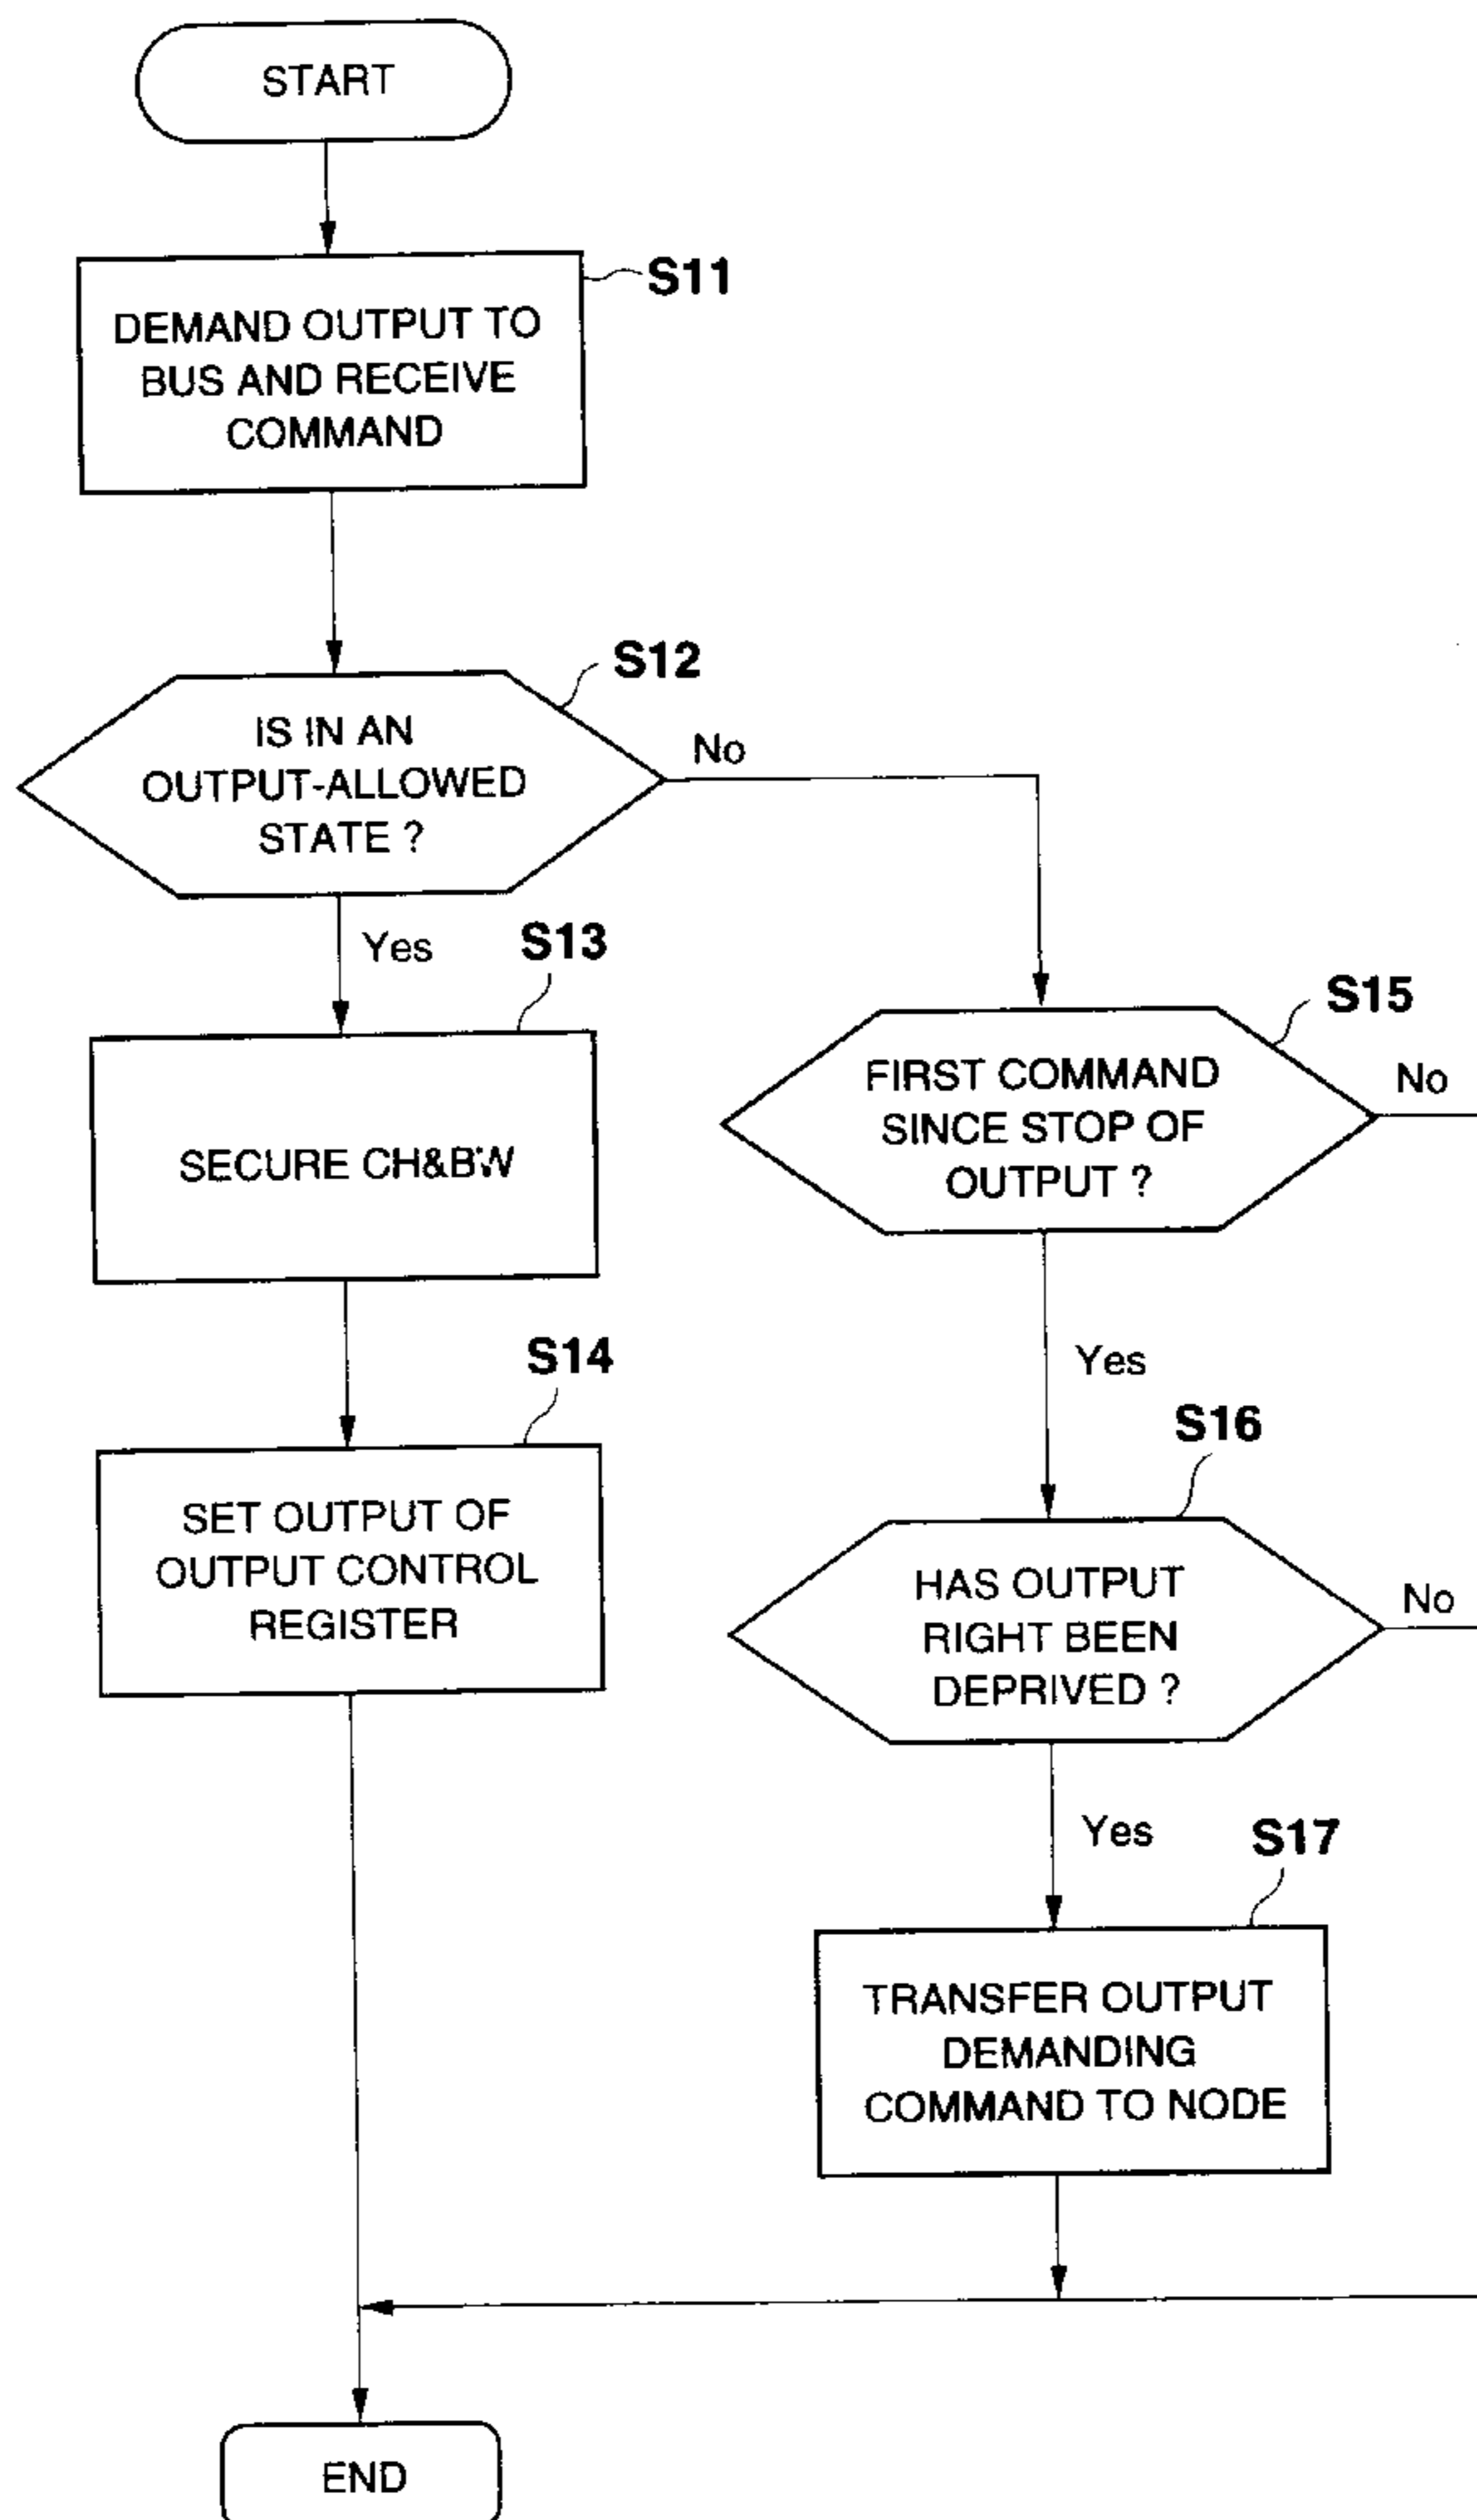 START
S11
DEMAND OUTPUT TO
BUS AND RECEIVE
COMMAND
S12
IS IN AN
OUTPUT-ALLOWED
STATE ?
No
Yes
S13
SECURE CH&BW
S14
SET OUTPUT OF
OUTPUT CONTROL
REGISTER
S15
FIRST COMMAND
SINCE STOP OF
OUTPUT ?
No
Yes
S16
HAS OUTPUT
RIGHT BEEN
DEPRIVED ?
No
Yes
S17
TRANSFER OUTPUT
DEMANDING
COMMAND TO NODE
END